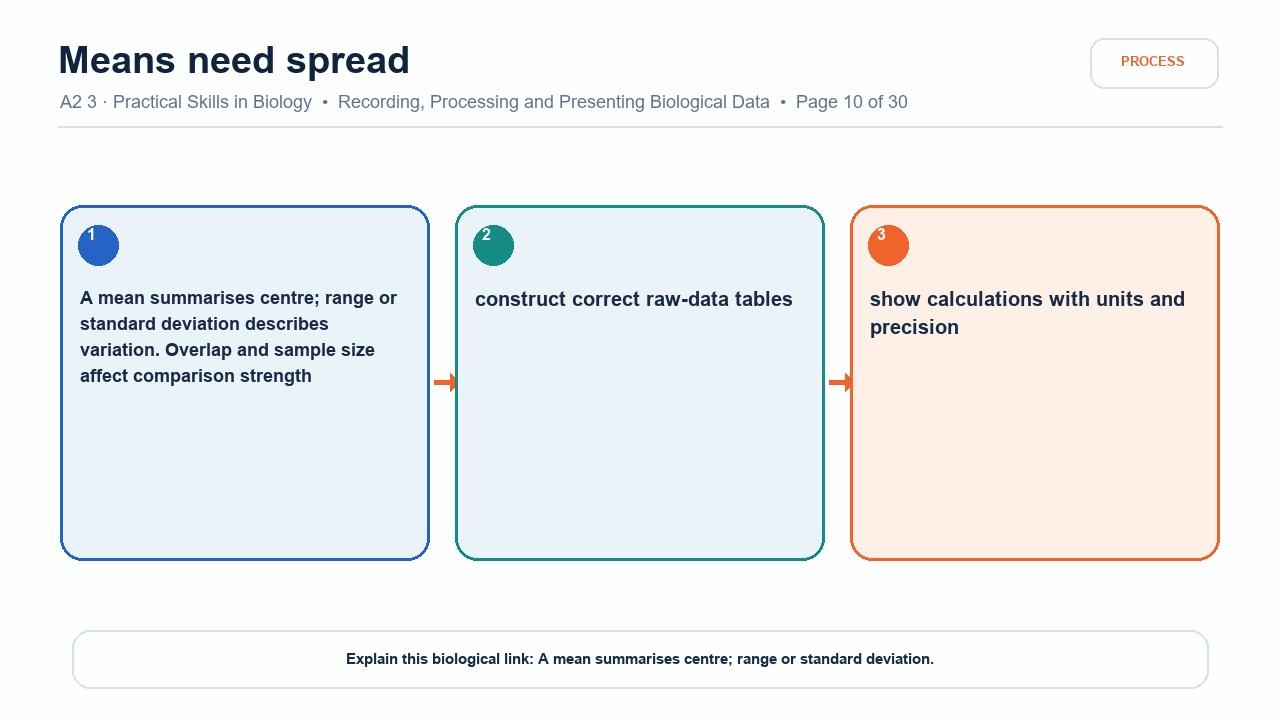 Means need spread
PROCESS
A2 3 · Practical Skills in Biology • Recording, Processing and Presenting Biological Data • Page 10 of 30
1
A mean summarises centre; range or
standard deviation describes
variation. Overlap and sample size
affect comparison strength
2
construct correct raw-data tables
3
show calculations with units and
precision
Explain this biological link: A mean summarises centre; range or standard deviation.